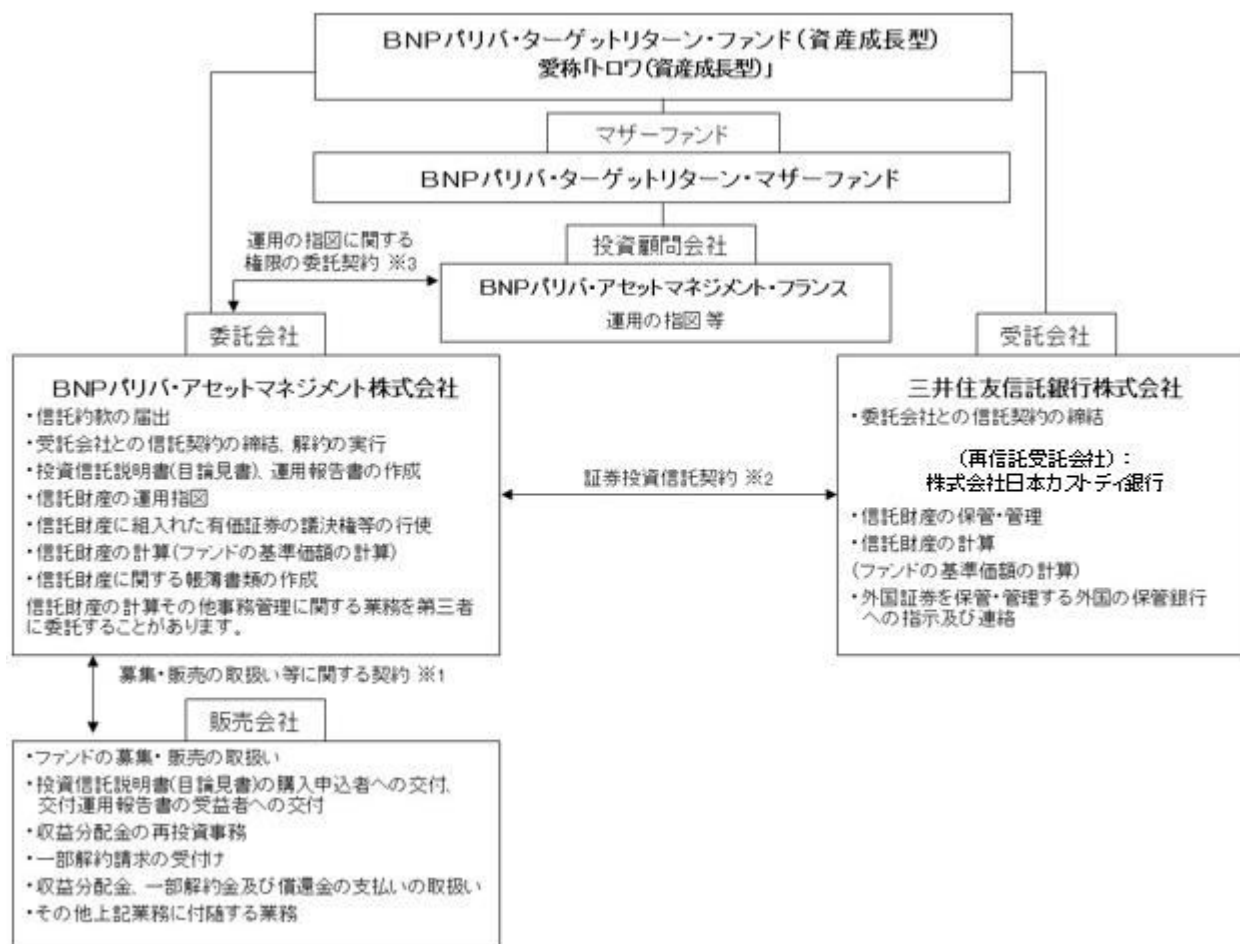 BNPパリバ・ターゲットリターン・ファンド(資産成長型)
愛称「トロワ(資産成長型)」
マザーファンド
BNPパリバ・ターゲットリターン・マザーファンド
運用の指図に関する
権限の委託契約 ※3
投資顧問会社
BNPパリバ・アセットマネジメント・フランス
運用の指図等
委託会社
BNPパリバ・アセットマネジメント株式会社
・信託約款の届出
・受託会社との信託契約の締結、解約の実行
・投資信託説明書(目論見書)、運用報告書の作成
・信託財産の運用指図
・信託財産に組入れた有価証券の議決権等の行使
・信託財産の計算(ファンドの基準価額の計算)
・信託財産に関する帳簿書類の作成
信託財産の計算その他事務管理に関する業務を第三者
に委託することがあります。
証券投資信託契約 ※2
受託会社
三井住友信託銀行株式会社
・委託会社との信託契約の締結
(再信託受託会社):
株式会社日本カストディ銀行
・信託財産の保管・管理
・信託財産の計算
(ファンドの基準価額の計算)
・外国証券を保管・管理する外国の保管銀行
への指示及び連絡
募集・販売の取扱い等に関する契約 ※1
販売会社
・ファンドの募集・販売の取扱い
・投資信託説明書(目論見書)の購入申込者への交付、
交付運用報告書の受益者への交付
・収益分配金の再投資事務
・一部解約請求の受付け
・収益分配金、一部解約金及び償還金の支払いの取扱い
・その他上記業務に付随する業務